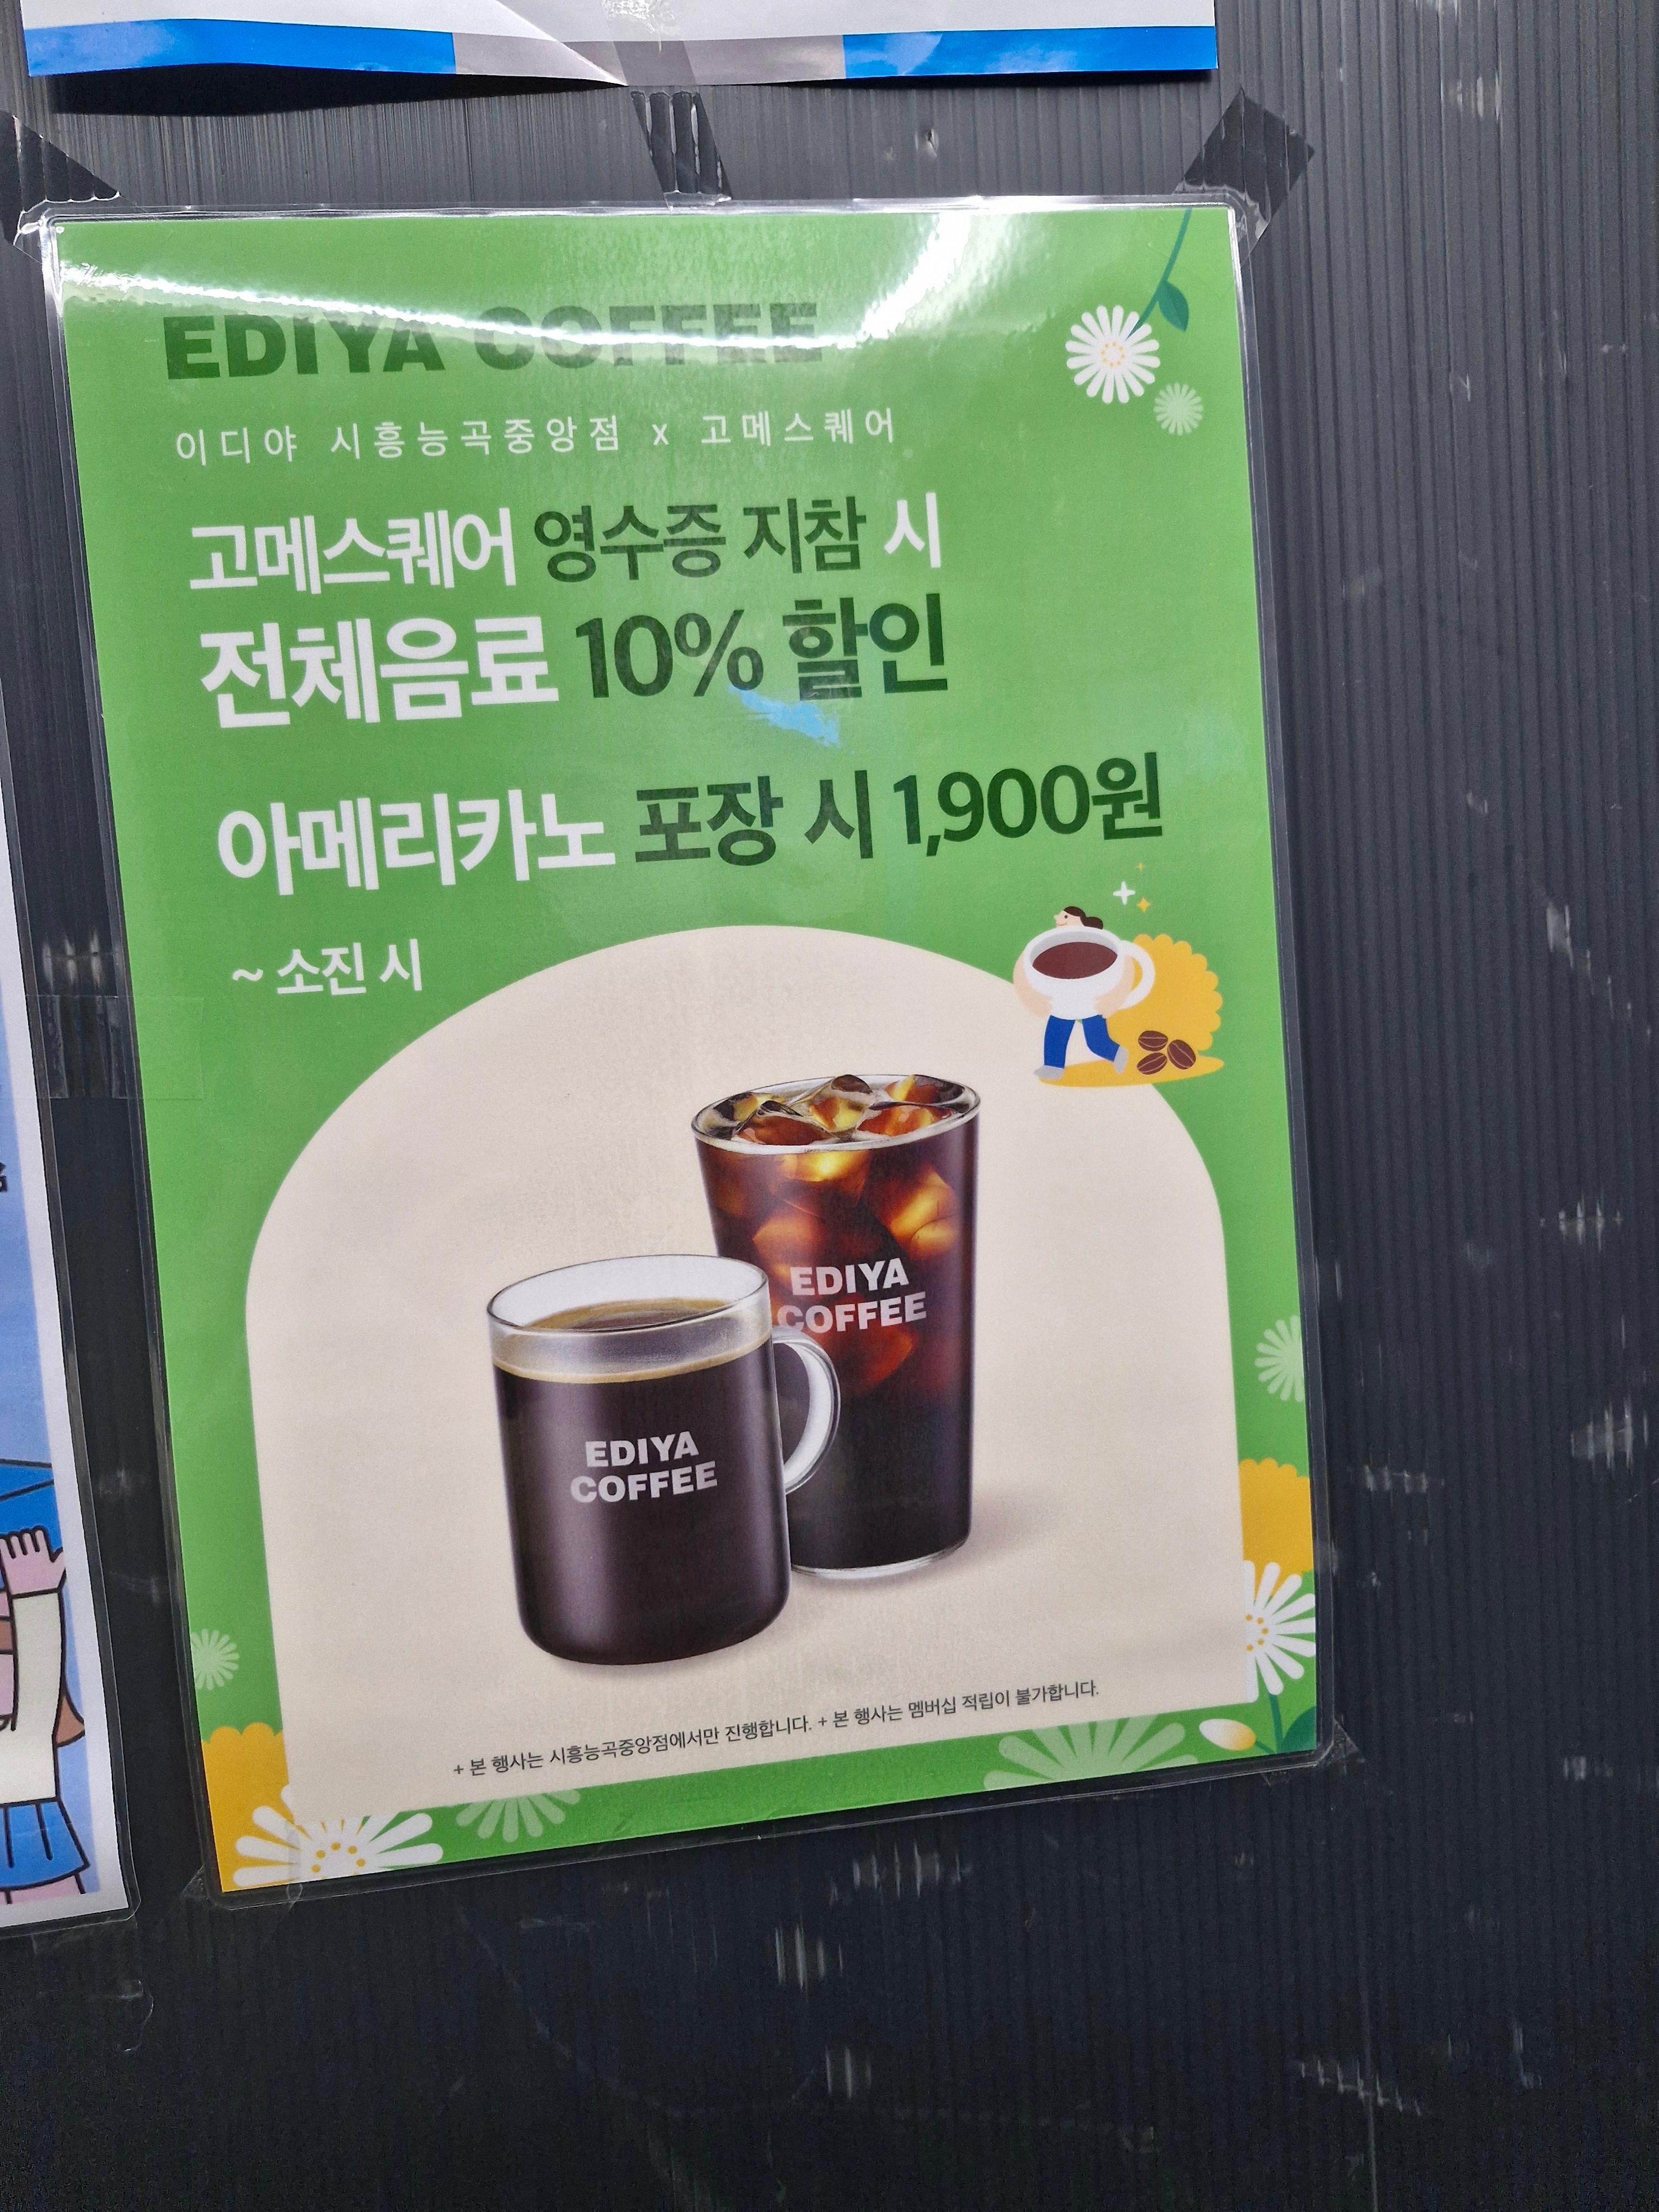 EDIYA COFFEE
이디야 시흥능곡중앙점 x 고메스퀘어
고메스퀘어 영수증 지참 시
전체음료 10% 할인
아메리카노 포장 시 1,900원
~ 소진 시
EDIYA
COFFEE
EDIYA
COFFEE
+ 본 행사는 시흥능곡중앙점에서만 진행합니다. + 본 행사는 멤버십 적립이 불가합니다.